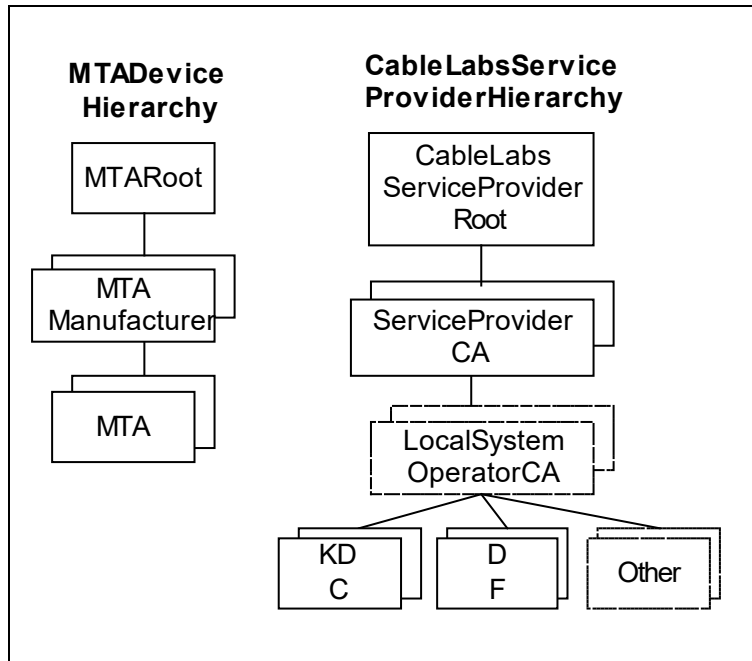 MTADevice
Hierarchy
MTARoot
MTA
Manufacturer
MTA
CableLabsService
ProviderHierarchy
CableLabs
ServiceProvider
Root
ServiceProvider
CA
LocalSystem
OperatorCA
KD
C
D
F
Other